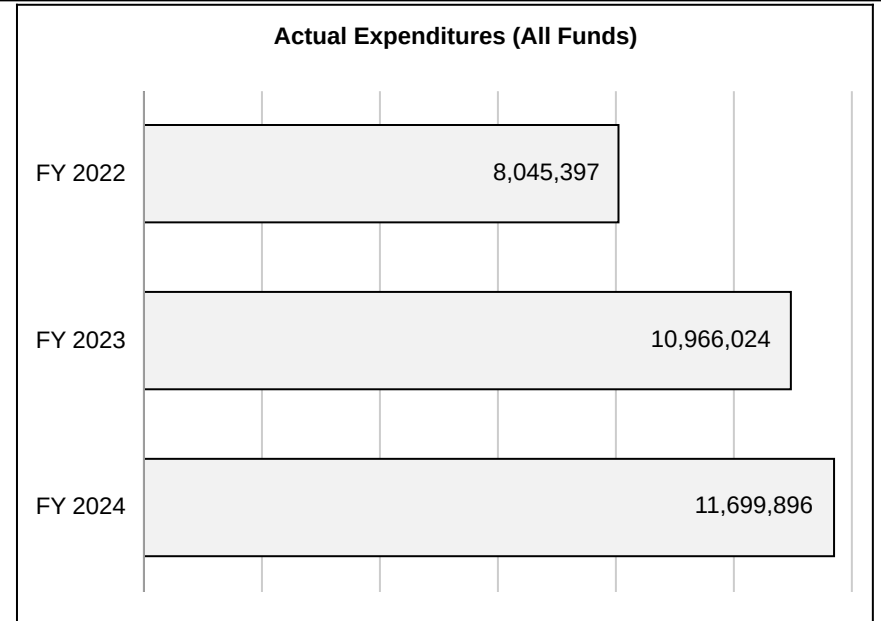 Actual Expenditures (All Funds)
FY 2022
8,045,397
FY 2023
10,966,024
FY 2024
11,699,896